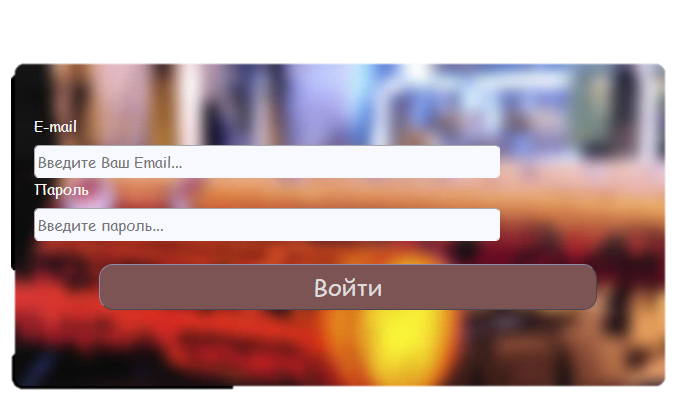 E-mail
Введите Ваш Email...
Пароль
Введите пароль...
Войти